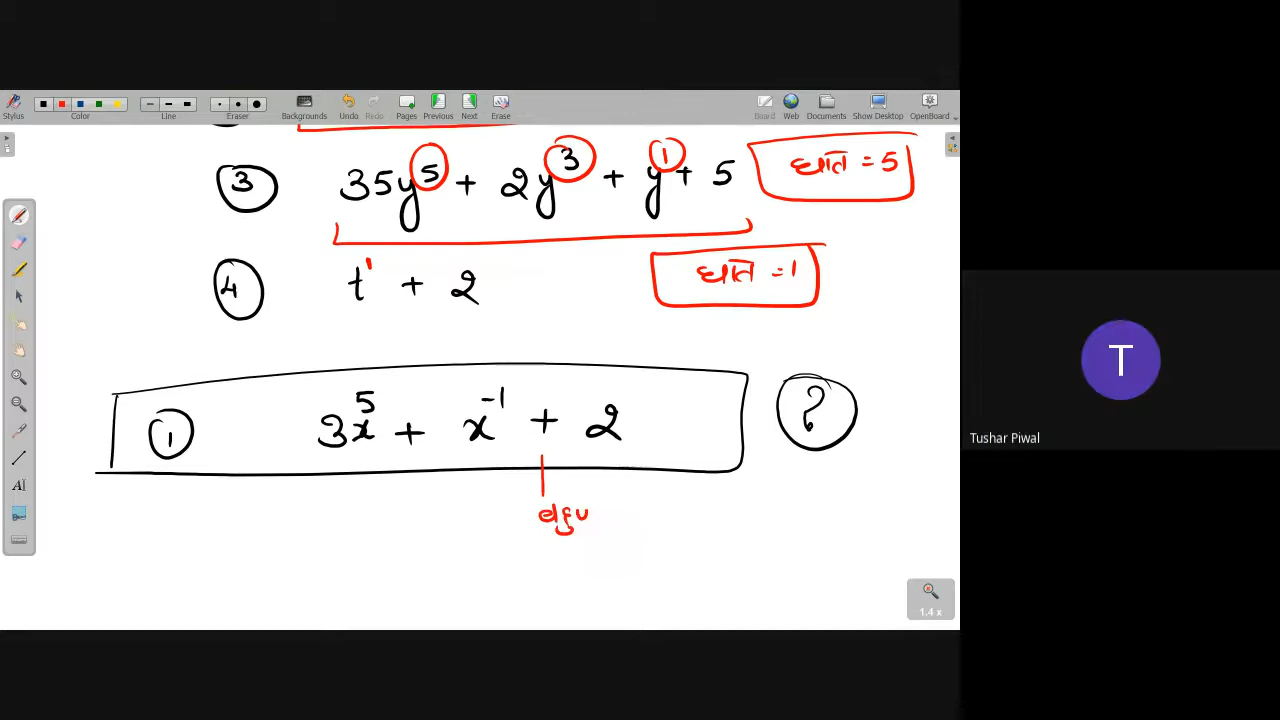 Stylus Color Line Eraser Backgrounds Undo Redo Pages Previous Next Erase Board Web Documents Show Desktop OpenBoard
3 35y⁵ + 2y³ + y¹ + 5 घात = 5
4 t¹ + 2 घात = 1
1 3x⁵ + x⁻¹ + 2 ?
बहुप
Tushar Piwal
T
1.4 x